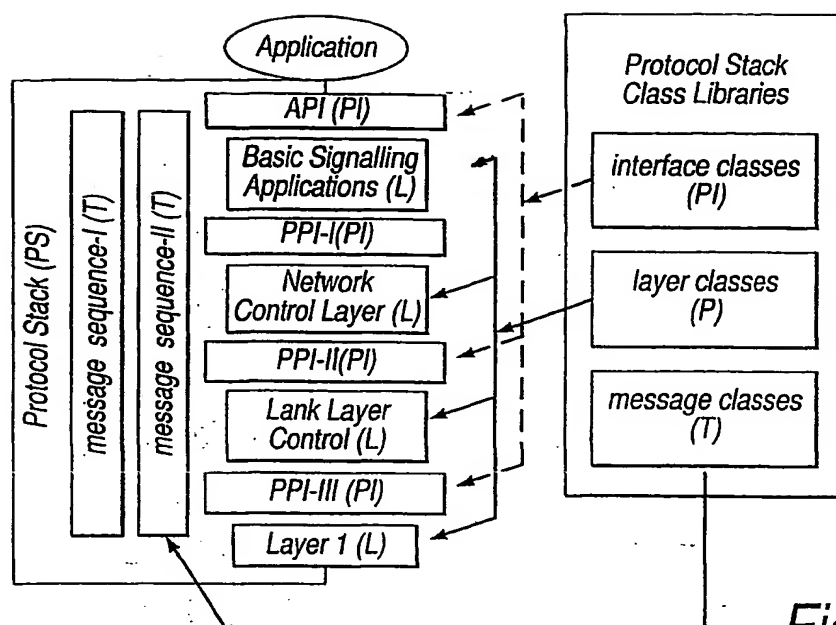 Application
Protocol Stack (PS)
message sequence-I (T)
message sequence-II (T)
API (PI)
Basic Signalling
Applications (L)
PPI-I(PI)
Network
Control Layer (L)
PPI-II(PI)
Lank Layer
Control (L)
PPI-III (PI)
Layer 1 (L)
Protocol Stack
Class Libraries
interface classes
(PI)
layer classes
(P)
message classes
(T)